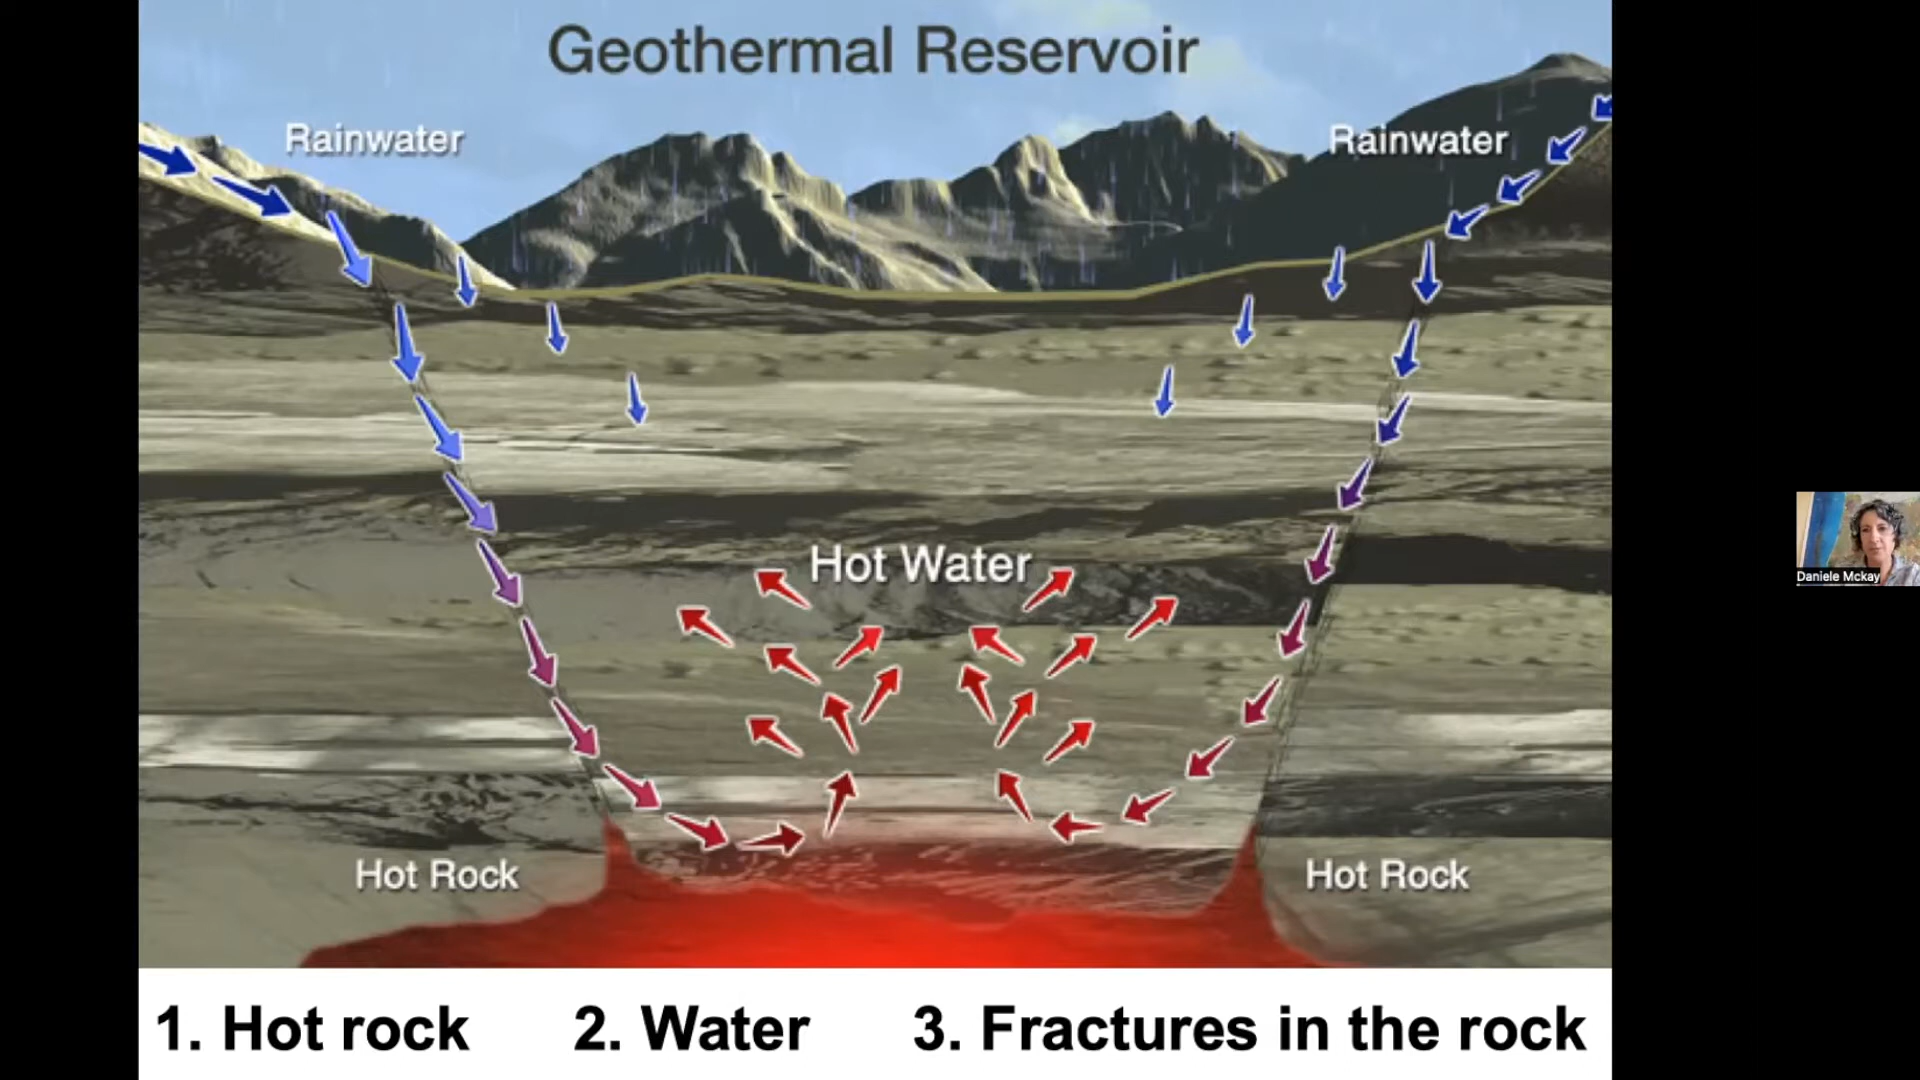 Geothermal Reservoir
Rainwater
Rainwater
Hot Water
Daniele Mckay
Hot Rock
Hot Rock
1. Hot rock 2. Water 3. Fractures in the rock